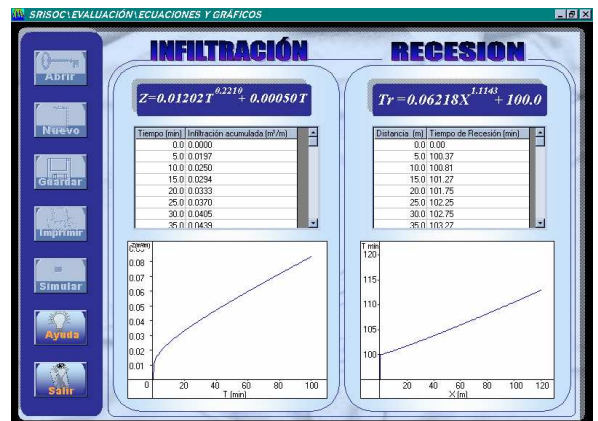 SRISOC\EVALUACIÓN\ECUACIONES Y GRÁFICOS
Abrir
Nuevo
Guardar
Imprimir
Simular
Ayuda
Salir
INFILTRACIÓN
Z=0.01202T^0.2210 + 0.00050T
Tiempo (min) Infiltración acumulada (m³/m)
0.0 0.0000
5.0 0.0197
10.0 0.0250
15.0 0.0294
20.0 0.0333
25.0 0.0370
30.0 0.0405
35.0 0.0439
Z(m³/m)
0.08
0.07
0.06
0.05
0.04
0.03
0.02
0.01
0 20 40 60 80 100
T (min)
RECESION
Tr =0.06218X^1.1143 + 100.0
Distancia (m) Tiempo de Recesión (min)
0.0 0.00
5.0 100.37
10.0 100.81
15.0 101.27
20.0 101.75
25.0 102.25
30.0 102.75
35.0 103.27
T min
120
115
110
105
100
20 40 60 80 100 120
X (m)